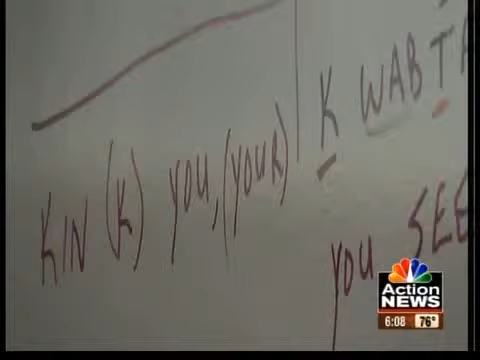 K WABTA
KIN (K) YOU, (YOUR)
YOU SEE
Action
NEWS
6:08 76°